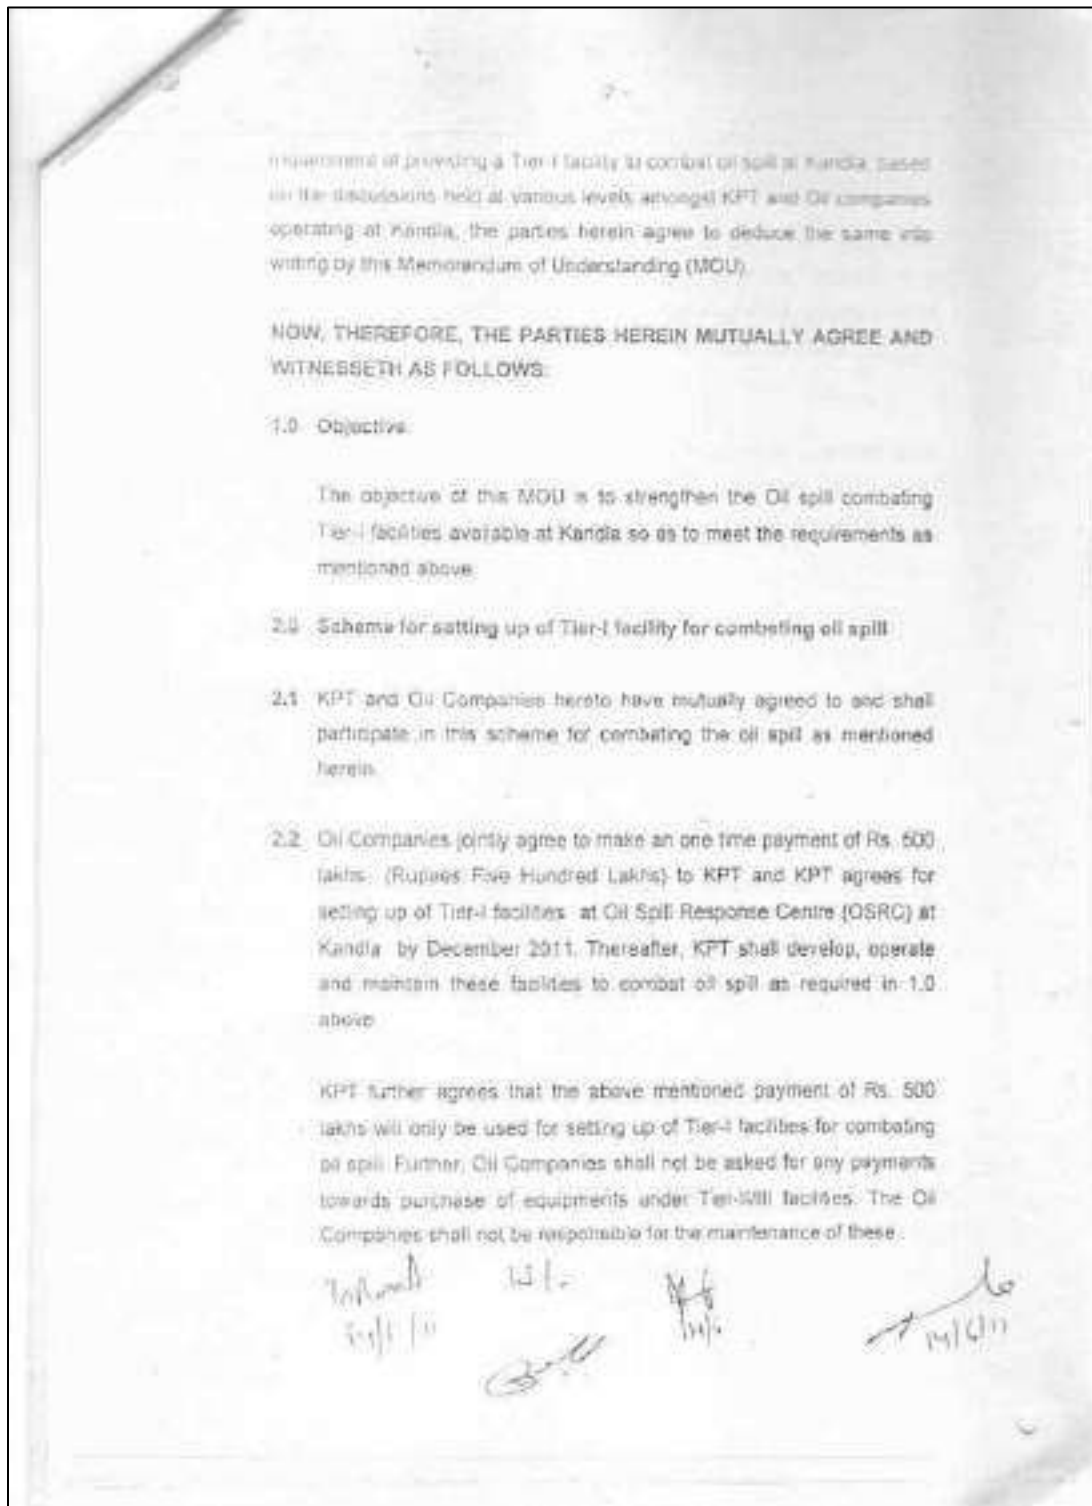 2-
requirement of providing a Tier-I facility to combat oil spill at Kandla, based
on the discussions held at various levels amongst KPT and Oil companies
operating at Kandla, the parties herein agree to deduce the same into
writing by this Memorandum of Understanding (MOU)
NOW, THEREFORE, THE PARTIES HEREIN MUTUALLY AGREE AND
WITNESSETH AS FOLLOWS:
1.0 Objective:
The objective of this MOU is to strengthen the Oil spill combating
Tier-I facilities available at Kandla so as to meet the requirements as
mentioned above.
2.0 Scheme for setting up of Tier-I facility for combating oil spill
2.1 KPT and Oil Companies hereto have mutually agreed to and shall
participate in this scheme for combating the oil spill as mentioned
herein.
2.2 Oil Companies jointly agree to make an one time payment of Rs. 500
lakhs (Rupees Five Hundred Lakhs) to KPT and KPT agrees for
setting up of Tier-I facilities at Oil Spill Response Centre (OSRC) at
Kandla by December 2011. Thereafter, KPT shall develop, operate
and maintain these facilities to combat oil spill as required in 1.0
above
KPT further agrees that the above mentioned payment of Rs. 500
lakhs will only be used for setting up of Tier-I facilities for combating
oil spill. Further, Oil Companies shall not be asked for any payments
towards purchase of equipments under facilities. The Oil
Companies shall not be responsible for the maintenance of these
14/6/11